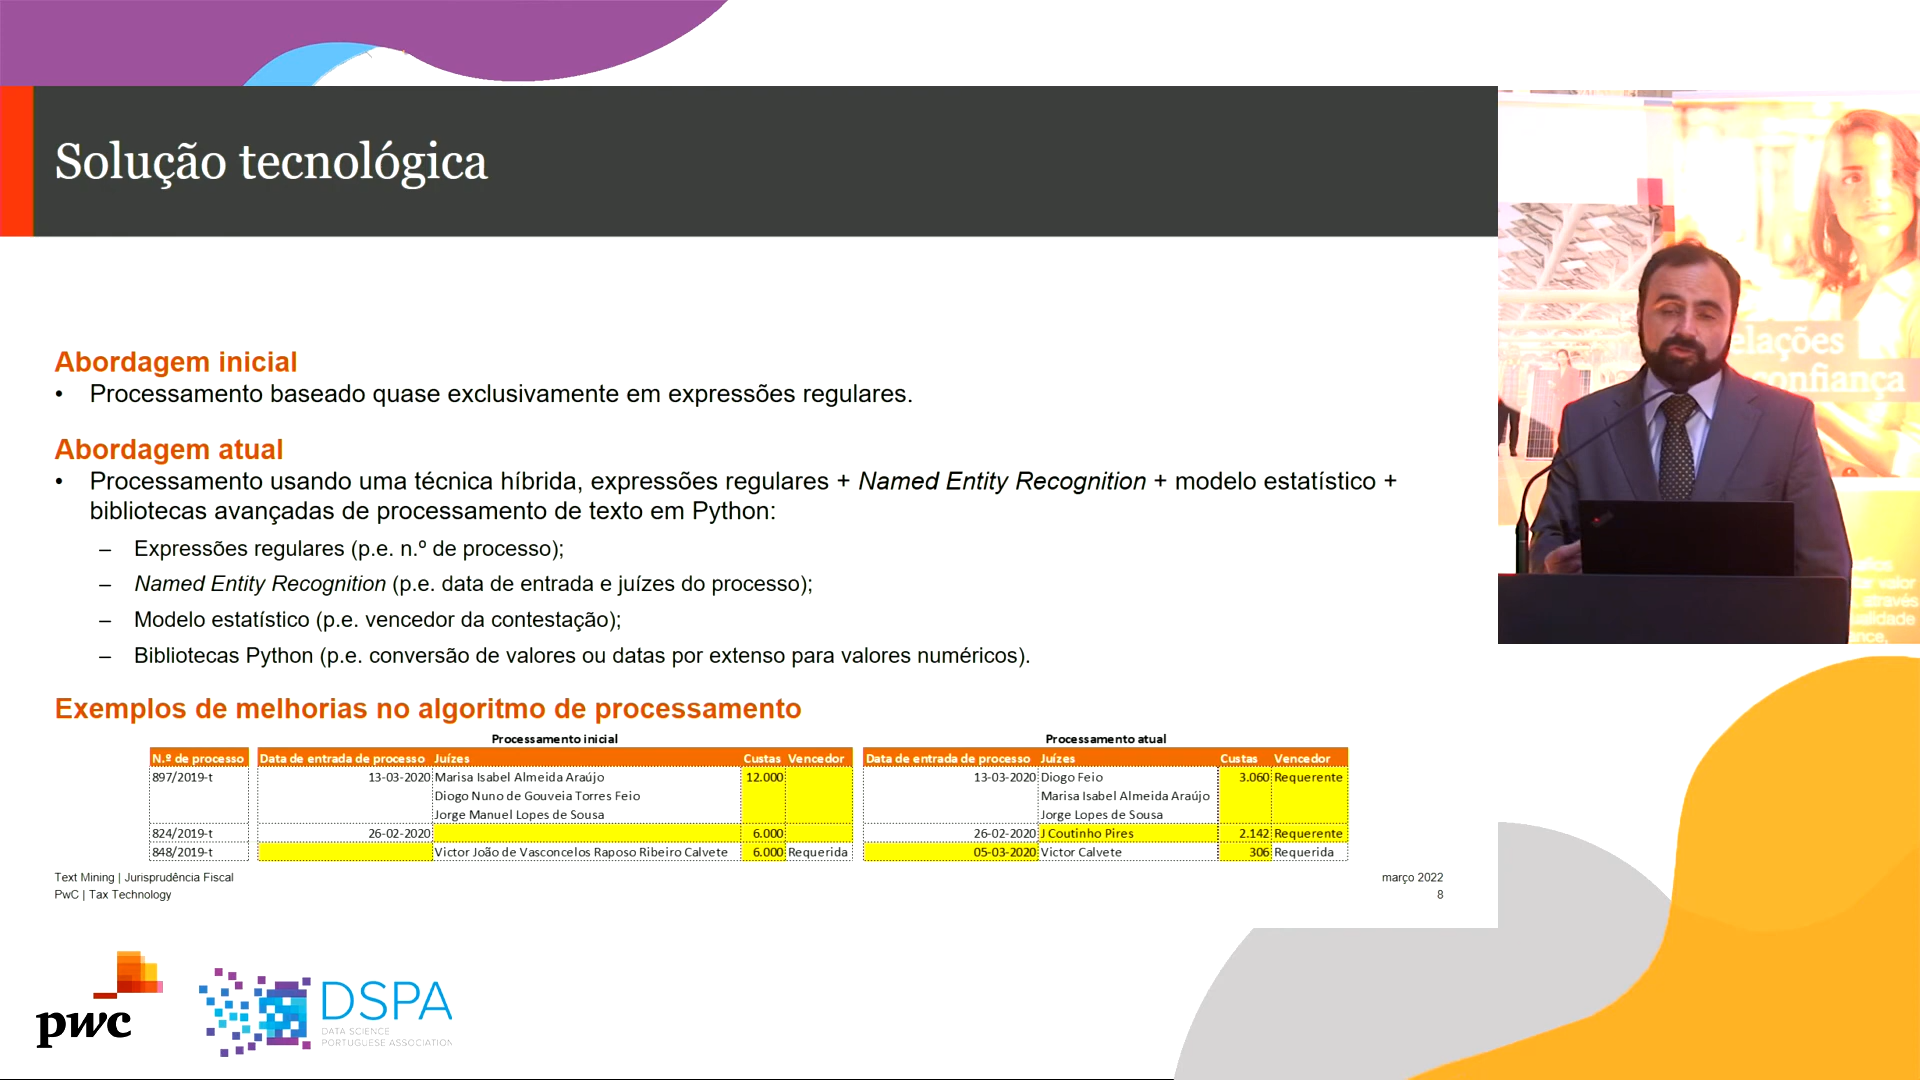 Solução tecnológica
Abordagem inicial
• Processamento baseado quase exclusivamente em expressões regulares.
Abordagem atual
• Processamento usando uma técnica híbrida, expressões regulares + Named Entity Recognition + modelo estatístico +
bibliotecas avançadas de processamento de texto em Python:
– Expressões regulares (p.e. n.º de processo);
– Named Entity Recognition (p.e. data de entrada e juízes do processo);
– Modelo estatístico (p.e. vencedor da contestação);
– Bibliotecas Python (p.e. conversão de valores ou datas por extenso para valores numéricos).
Exemplos de melhorias no algoritmo de processamento
Processamento inicial Processamento atual
N.º de processo Data de entrada de processo Juízes Custas Vencedor Data de entrada de processo Juízes Custas Vencedor
897/2019-t 13-03-2020 Marisa Isabel Almeida Araújo 12.000 13-03-2020 Diogo Feio 3.060 Requerente
Diogo Nuno de Gouveia Torres Feio Marisa Isabel Almeida Araújo
Jorge Manuel Lopes de Sousa Jorge Lopes de Sousa
824/2019-t 26-02-2020 6.000 26-02-2020 J Coutinho Pires 2.142 Requerente
848/2019-t Victor João de Vasconcelos Raposo Ribeiro Calvete 6.000 Requerida 05-03-2020 Victor Calvete 306 Requerida
Text Mining | Jurisprudência Fiscal
PwC | Tax Technology
março 2022
8
elações
confiança
valor
através
ualidade
nce,
pwc
DSPA
DATA SCIENCE
PORTUGUESE ASSOCIATION